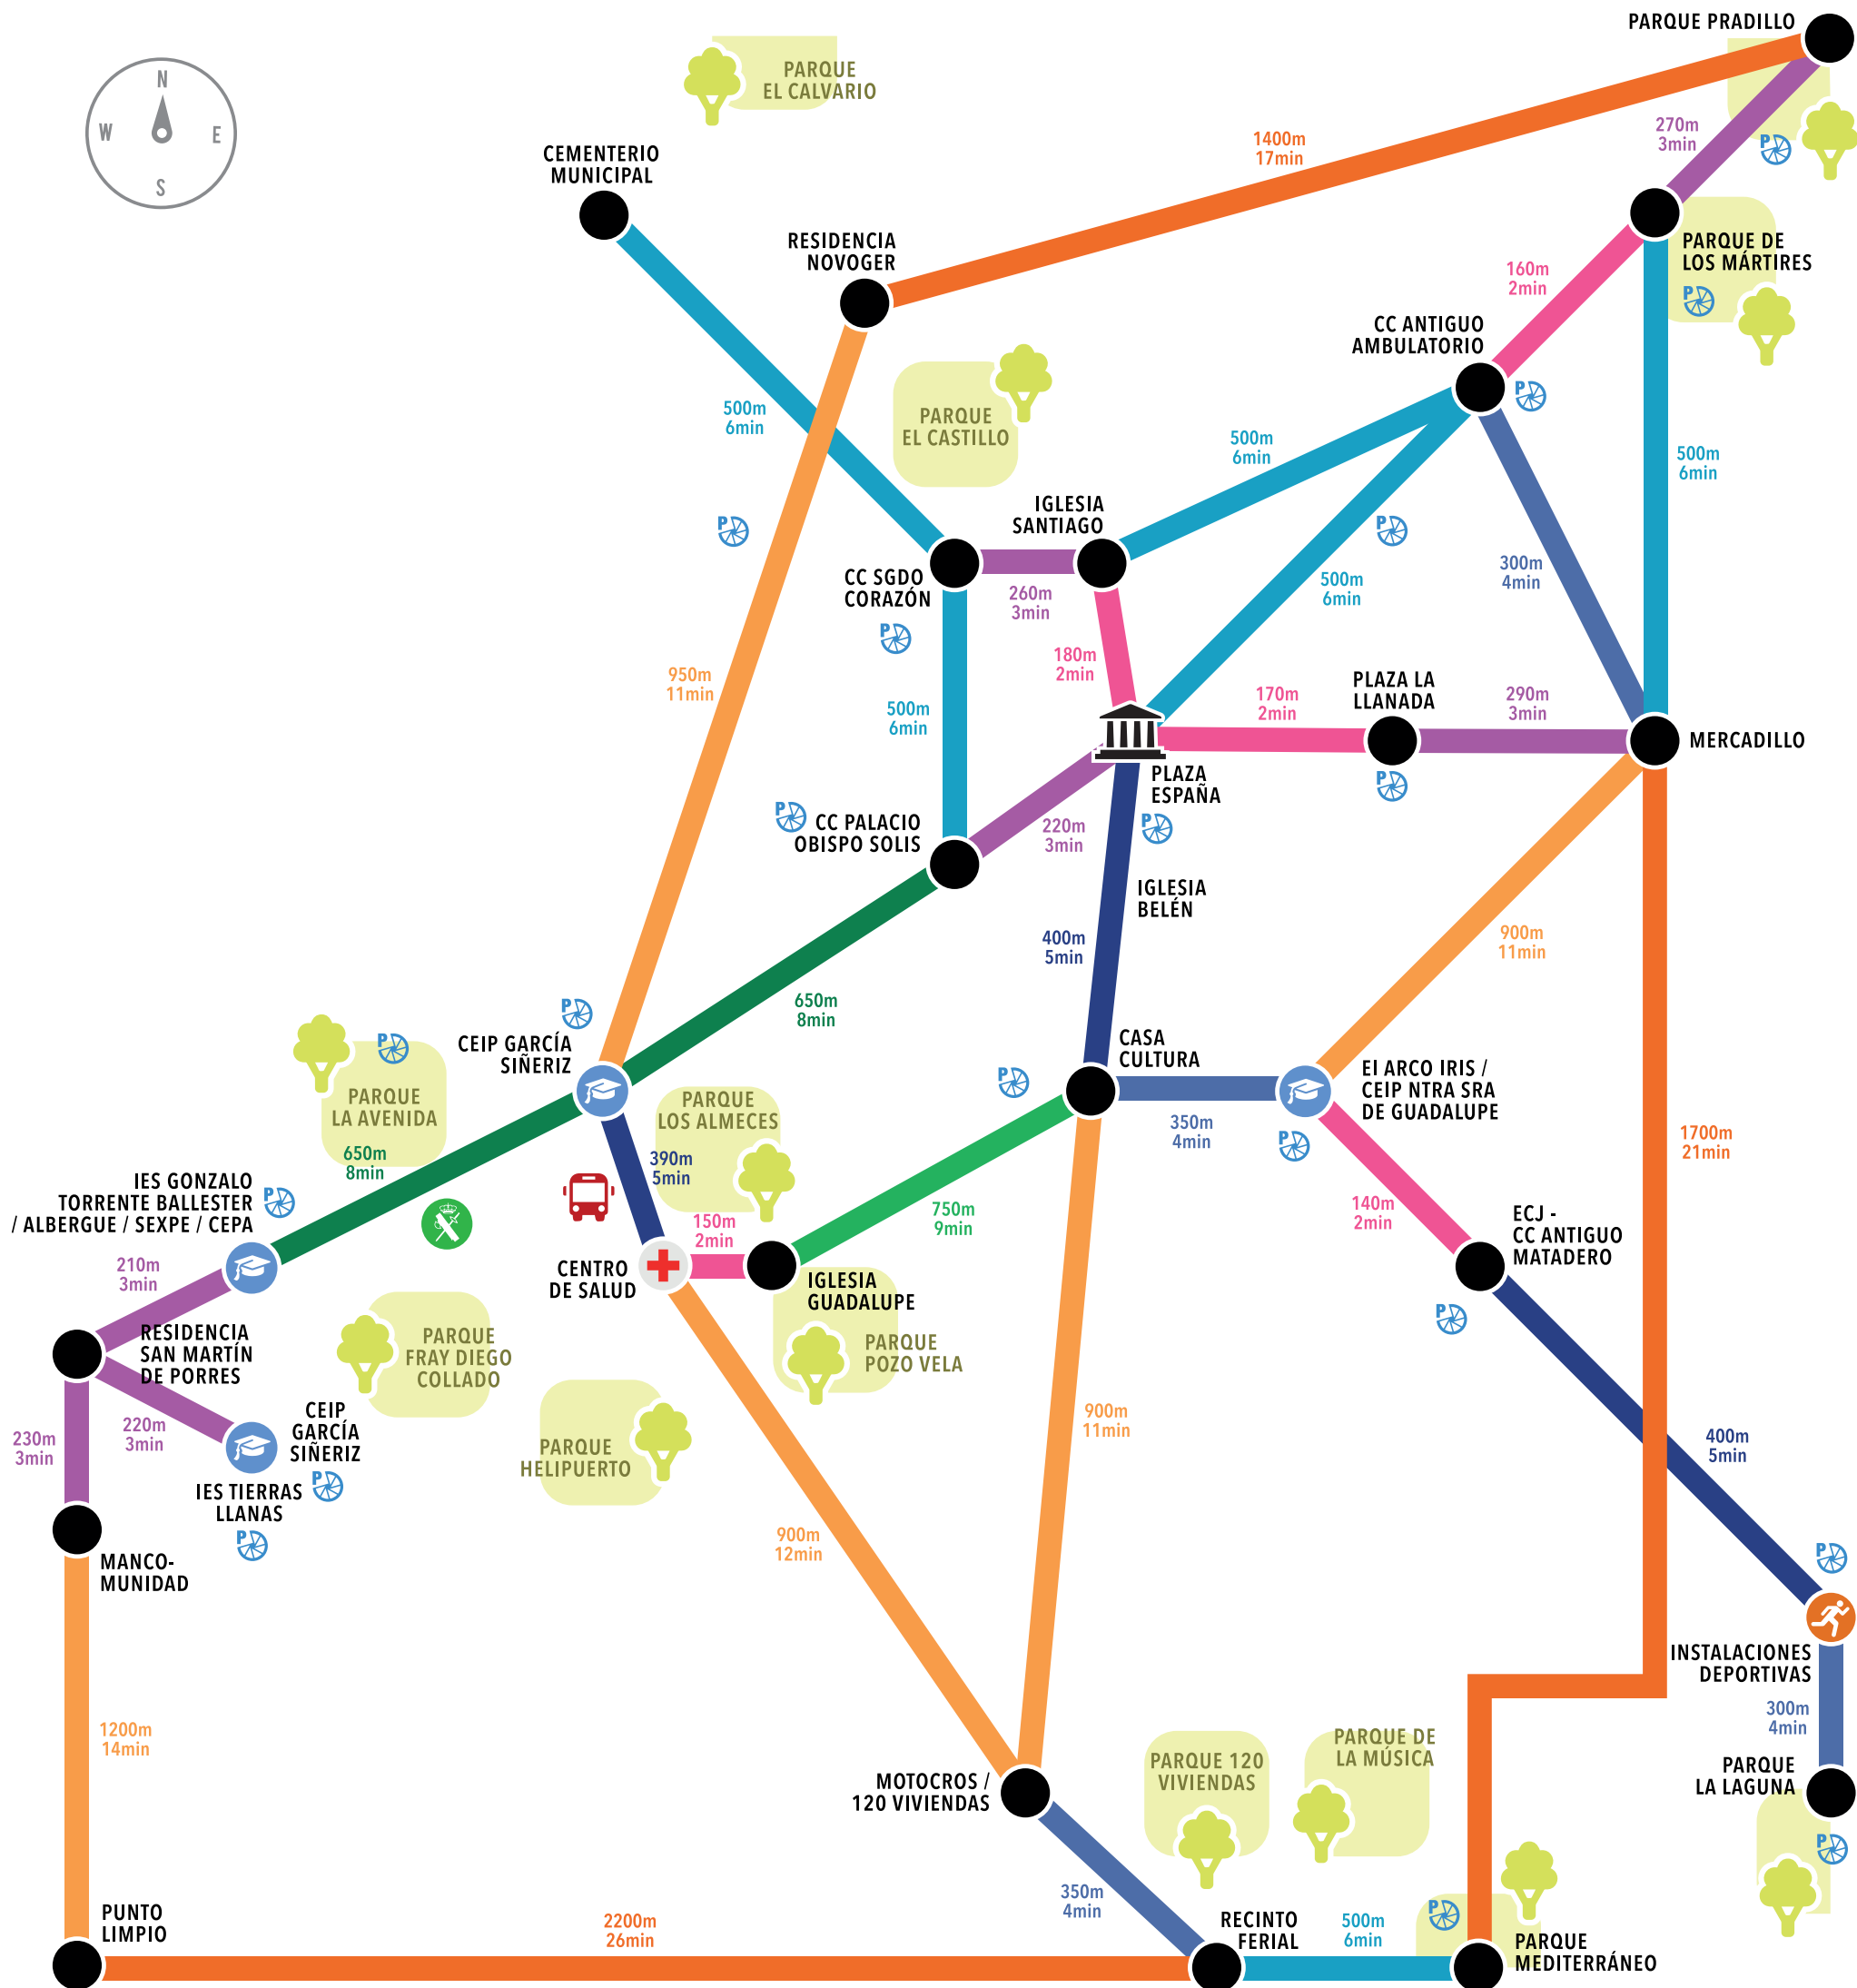 PARQUE PRADILLO
PARQUE
EL CALVARIO
N
W
E
S
270m
3min
1400m
17min
P
CEMENTERIO
MUNICIPAL
RESIDENCIA
NOVOGER
PARQUE DE
LOS MÁRTIRES
160m
2min
P
CC ANTIGUO
AMBULATORIO
P
500m
6min
PARQUE
EL CASTILLO
500m
6min
500m
6min
IGLESIA
SANTIAGO
P
P
CC SGDO
CORAZÓN
260m
3min
500m
6min
300m
4min
P
180m
2min
950m
11min
500m
6min
170m
2min
PLAZA LA
LLANADA
290m
3min
MERCADILLO
PLAZA
ESPAÑA
P
P
CC PALACIO
OBISPO SOLIS
P
220m
3min
IGLESIA
BELÉN
400m
5min
900m
11min
650m
8min
P
CEIP GARCÍA
SIÑERIZ
P
PARQUE
LA AVENIDA
CASA
CULTURA
P
EI ARCO IRIS /
CEIP NTRA SRA
DE GUADALUPE
PARQUE
LOS ALMECES
350m
4min
P
1700m
21min
650m
8min
390m
5min
IES GONZALO
TORRENTE BALLESTER
/ ALBERGUE / SEXPE / CEPA
P
150m
2min
750m
9min
140m
2min
ECJ -
CC ANTIGUO
MATADERO
210m
3min
CENTRO
DE SALUD
IGLESIA
GUADALUPE
P
RESIDENCIA
SAN MARTÍN
DE PORRES
PARQUE
FRAY DIEGO
COLLADO
PARQUE
POZO VELA
220m
3min
230m
3min
CEIP
GARCÍA
SIÑERIZ
P
PARQUE
HELIPUERTO
900m
11min
400m
5min
IES TIERRAS
LLANAS
P
MANCO-
MUNIDAD
900m
12min
P
INSTALACIONES
DEPORTIVAS
1200m
14min
300m
4min
PARQUE 120
VIVIENDAS
PARQUE DE
LA MÚSICA
MOTOCROS /
120 VIVIENDAS
PARQUE
LA LAGUNA
P
350m
4min
PUNTO
LIMPIO
2200m
26min
RECINTO
FERIAL
500m
6min
P
PARQUE
MEDITERRÁNEO